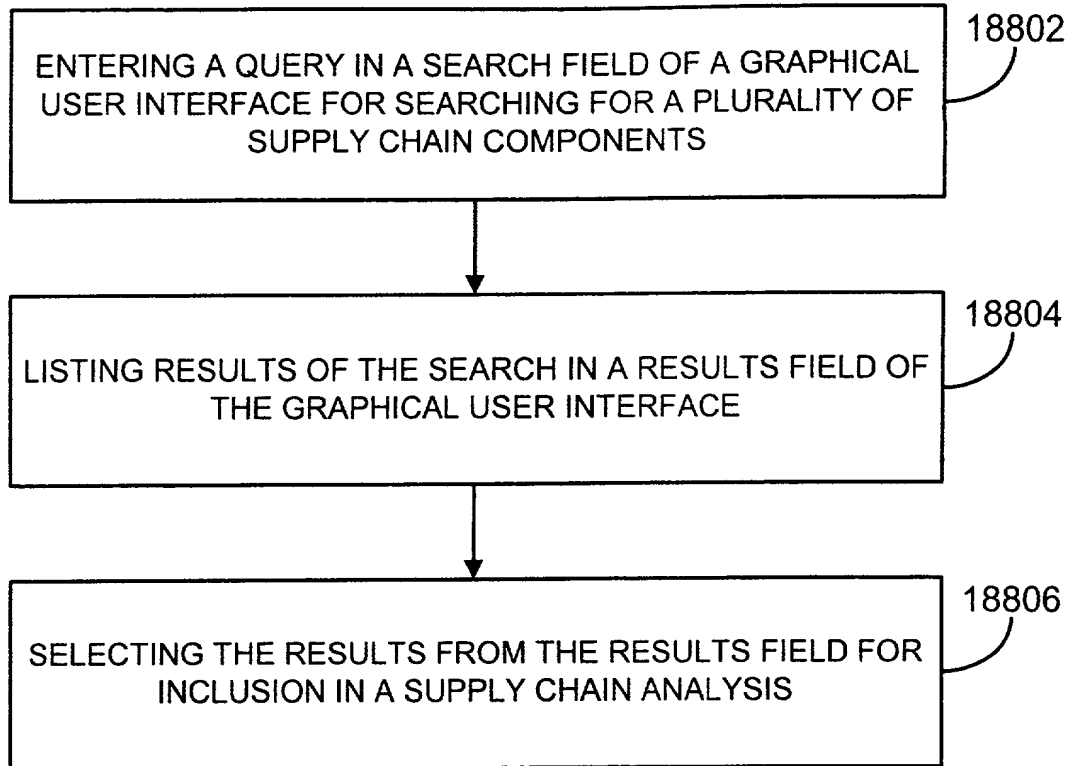 18802
ENTERING A QUERY IN A SEARCH FIELD OF A GRAPHICAL
USER INTERFACE FOR SEARCHING FOR A PLURALITY OF
SUPPLY CHAIN COMPONENTS
18804
LISTING RESULTS OF THE SEARCH IN A RESULTS FIELD OF
THE GRAPHICAL USER INTERFACE
18806
SELECTING THE RESULTS FROM THE RESULTS FIELD FOR
INCLUSION IN A SUPPLY CHAIN ANALYSIS